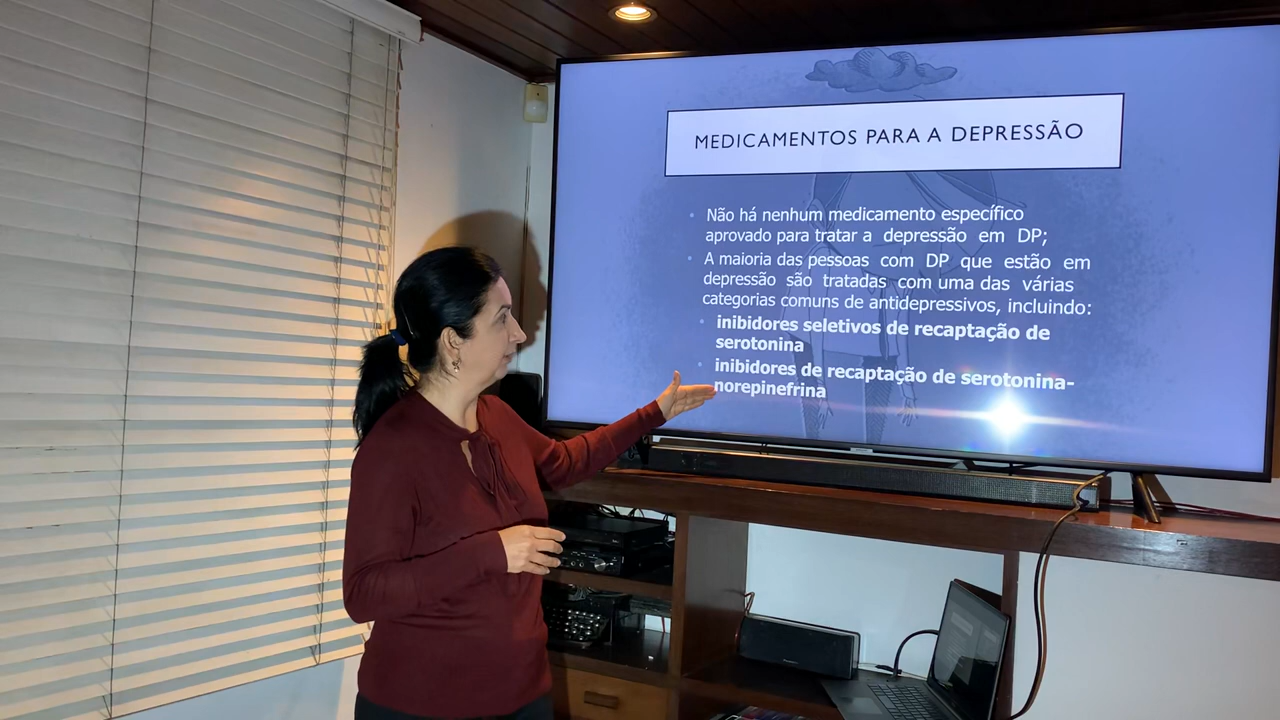 MEDICAMENTOS PARA A DEPRESSÃO
Não há nenhum medicamento específico
aprovado para tratar a depressão em DP;
A maioria das pessoas com DP que estão em
depressão são tratadas com uma das várias
categorias comuns de antidepressivos, incluindo:
inibidores seletivos de recaptação de
serotonina
inibidores de recaptação de serotonina-
norepinefrina